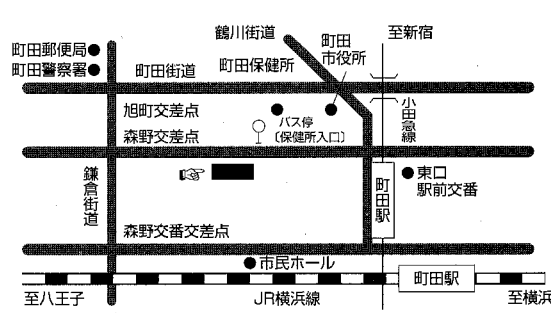 鶴川街道
町田
市役所
至新宿
町田郵便局
町田警察署
町田街道
町田保健所
旭町交差点
バス停
(保健所入口)
小田急線
森野交差点
鎌倉街道
町田駅
東口
駅前交番
森野交番交差点
市民ホール
町田駅
至八王子
JR横浜線
至横浜